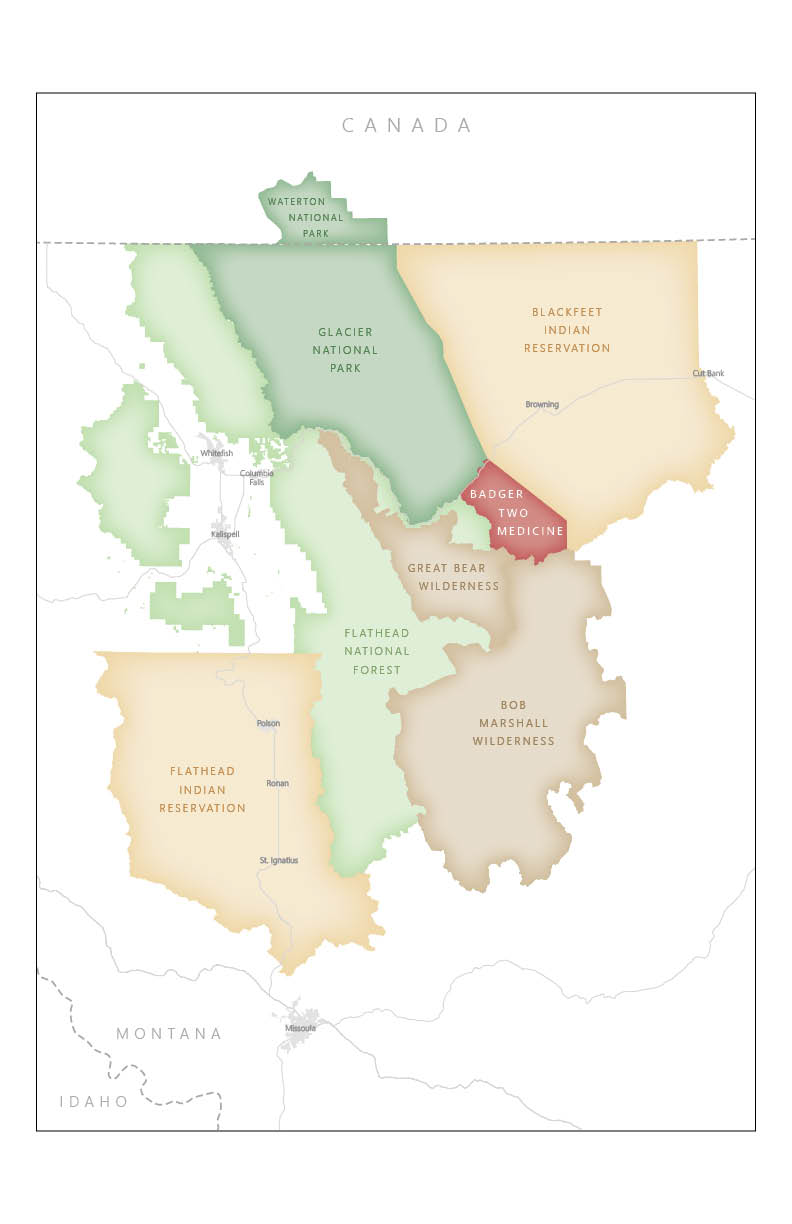 CANADA
WATERTON
NATIONAL
PARK
GLACIER
NATIONAL
PARK
BLACKFEET
INDIAN
RESERVATION
Cut Bank
Browning
Whitefish
Columbia
Falls
Kalispell
BADGER
TWO
MEDICINE
GREAT BEAR
WILDERNESS
FLATHEAD
NATIONAL
FOREST
BOB
MARSHALL
WILDERNESS
Polson
FLATHEAD
INDIAN
RESERVATION
Ronan
St. Ignatius
Missoula
MONTANA
IDAHO